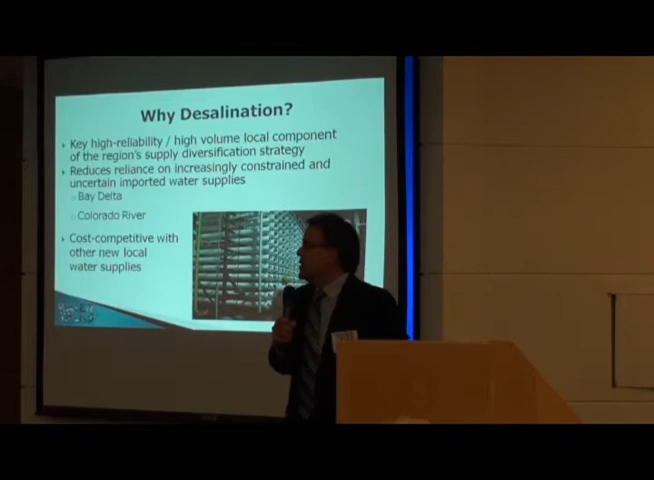 Why Desalination?
Key high-reliability / high volume local component
of the region's supply diversification strategy
Reduces reliance on increasingly constrained and
uncertain imported water supplies
Bay Delta
Colorado River
Cost-competitive with
other new local
water supplies